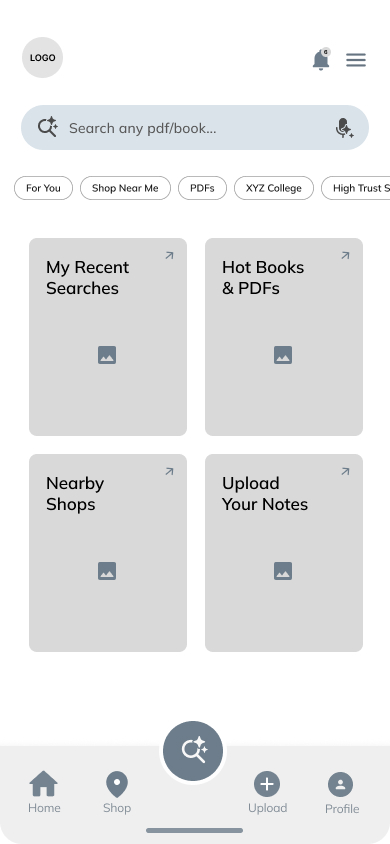 LOGO
6
Search any pdf/book...
For You
Shop Near Me
PDFs
XYZ College
High Trust S
My Recent
Searches
Hot Books
& PDFs
Nearby
Shops
Upload
Your Notes
Home
Shop
Upload
Profile